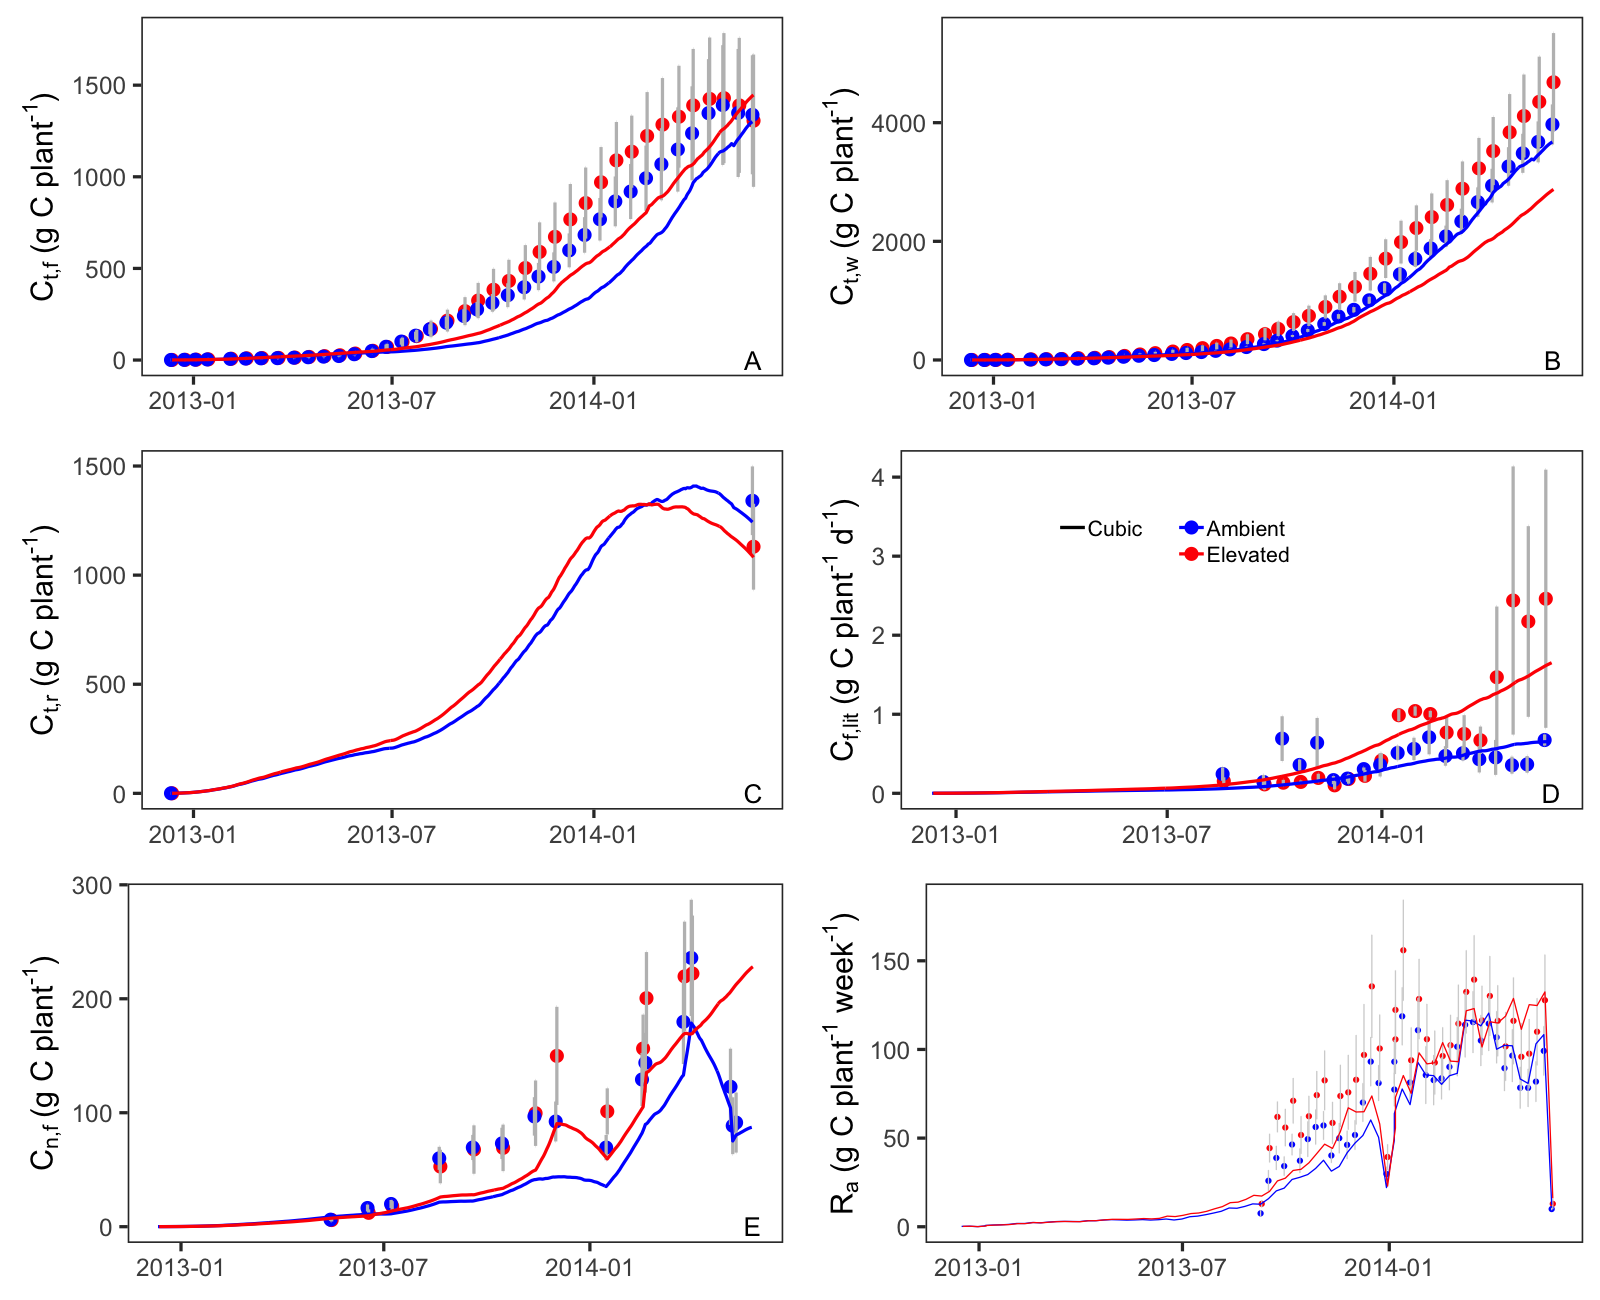 C_t,f (g C plant^-1)
1500
1000
500
0
A
2013-01 2013-07 2014-01
C_t,w (g C plant^-1)
4000
2000
0
B
2013-01 2013-07 2014-01
C_t,r (g C plant^-1)
1500
1000
500
0
C
2013-01 2013-07 2014-01
C_f,lit (g C plant^-1 d^-1)
4
3
2
1
0
Cubic
Ambient
Elevated
D
2013-01 2013-07 2014-01
C_n,f (g C plant^-1)
300
200
100
0
E
2013-01 2013-07 2014-01
R_a (g C plant^-1 week^-1)
150
100
50
0
2013-01 2013-07 2014-01